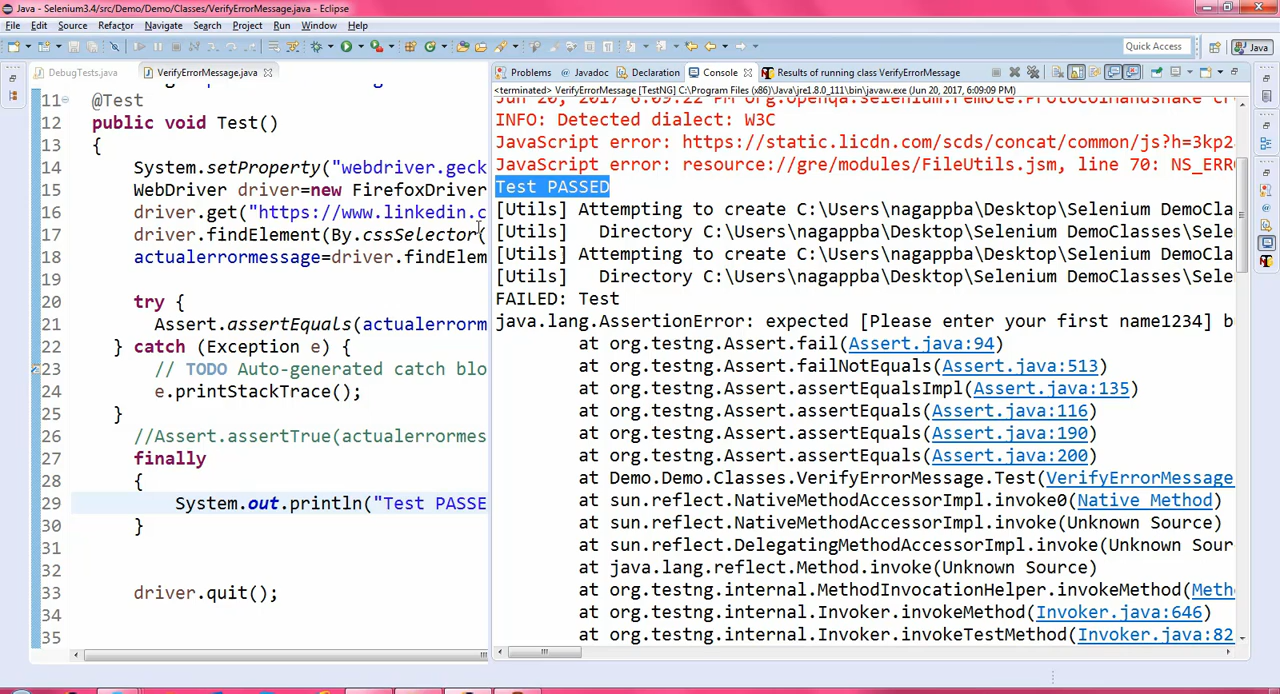 Java - Selenium3.4/src/Demo/Demo/Classes/VerifyErrorMessage.java - Eclipse
File Edit Source Refactor Navigate Search Project Run Window Help
Quick Access
Java
DebugTests.java
VerifyErrorMessage.java
11 @Test
12 public void Test()
13 {
14 System.setProperty("webdriver.geck
15 WebDriver driver=new FirefoxDriver
16 driver.get("https://www.linkedin.c
17 driver.findElement(By.cssSelector(
18 actualerrormessage=driver.findElem
19
20 try {
21 Assert.assertEquals(actualerrorm
22 } catch (Exception e) {
23 // TODO Auto-generated catch blo
24 e.printStackTrace();
25 }
26 //Assert.assertTrue(actualerrormes
27 finally
28 {
29 System.out.println("Test PASSE
30 }
31
32
33 driver.quit();
34
35
Problems Javadoc Declaration Console Results of running class VerifyErrorMessage
<terminated> VerifyErrorMessage [TestNG] C:\Program Files (x86)\Java\jre1.8.0_111\bin\javaw.exe (Jun 20, 2017 6:09:09 PM)
Jun 20, 2017 6:09:22 PM org.openqa.selenium.remote.ProtocolHandshake cr
INFO: Detected dialect: W3C
JavaScript error: https://static.licdn.com/scds/concat/common/js?h=3kp2
JavaScript error: resource://gre/modules/FileUtils.jsm, line 70: NS_ERR
Test PASSED
[Utils] Attempting to create C:\Users\nagappba\Desktop\Selenium DemoCla
[Utils] Directory C:\Users\nagappba\Desktop\Selenium DemoClasses\Sele
[Utils] Attempting to create C:\Users\nagappba\Desktop\Selenium DemoCla
[Utils] Directory C:\Users\nagappba\Desktop\Selenium DemoClasses\Sele
FAILED: Test
java.lang.AssertionError: expected [Please enter your first name1234] b
at org.testng.Assert.fail(Assert.java:94)
at org.testng.Assert.failNotEquals(Assert.java:513)
at org.testng.Assert.assertEqualsImpl(Assert.java:135)
at org.testng.Assert.assertEquals(Assert.java:116)
at org.testng.Assert.assertEquals(Assert.java:190)
at org.testng.Assert.assertEquals(Assert.java:200)
at Demo.Demo.Classes.VerifyErrorMessage.Test(VerifyErrorMessage
at sun.reflect.NativeMethodAccessorImpl.invoke0(Native Method)
at sun.reflect.NativeMethodAccessorImpl.invoke(Unknown Source)
at sun.reflect.DelegatingMethodAccessorImpl.invoke(Unknown Sour
at java.lang.reflect.Method.invoke(Unknown Source)
at org.testng.internal.MethodInvocationHelper.invokeMethod(Meth
at org.testng.internal.Invoker.invokeMethod(Invoker.java:646)
at org.testng.internal.Invoker.invokeTestMethod(Invoker.java:82